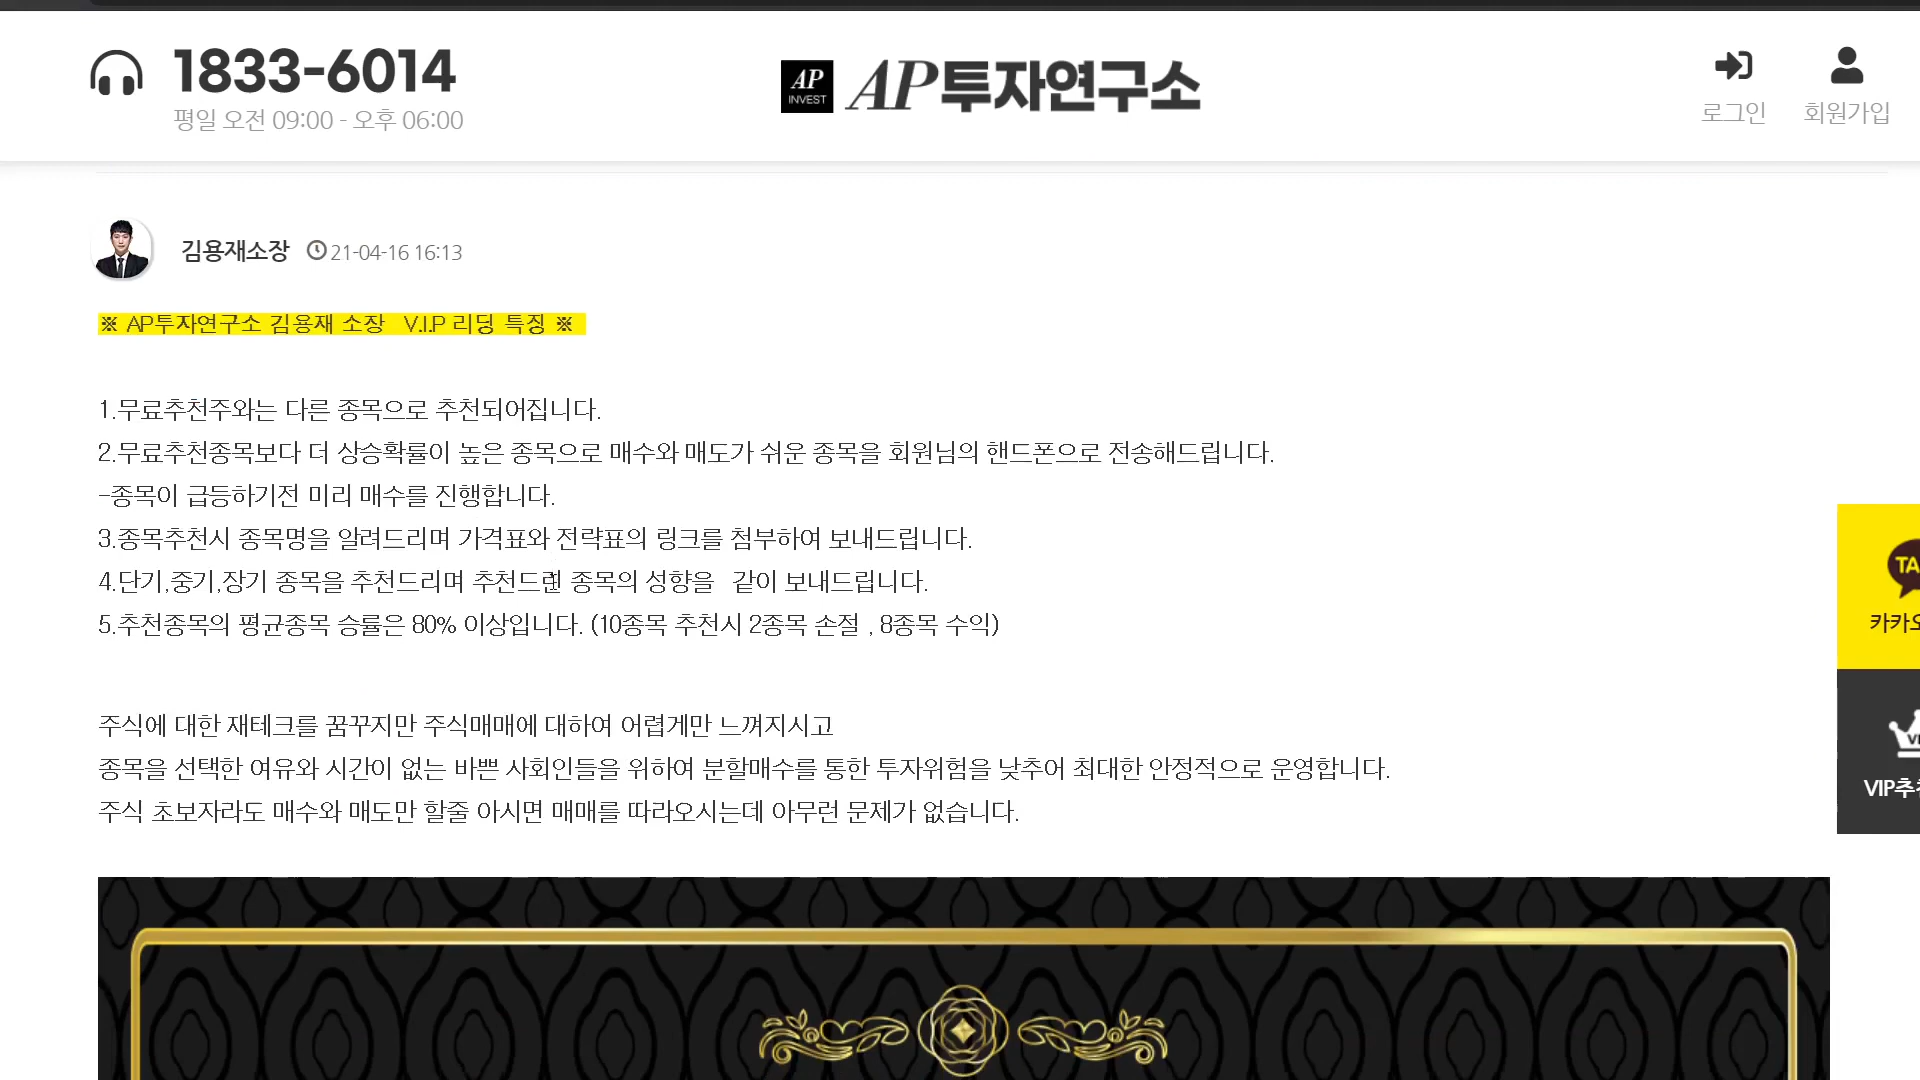 1833-6014
평일 오전 09:00 - 오후 06:00
AP
INVEST
AP투자연구소
로그인
회원가입
김용재소장
21-04-16 16:13
※ AP투자연구소 김용재 소장 V.I.P 리딩 특징 ※
1.무료추천주와는 다른 종목으로 추천되어집니다.
2.무료추천종목보다 더 상승확률이 높은 종목으로 매수와 매도가 쉬운 종목을 회원님의 핸드폰으로 전송해드립니다.
-종목이 급등하기전 미리 매수를 진행합니다.
3.종목추천시 종목명을 알려드리며 가격표와 전략표의 링크를 첨부하여 보내드립니다.
4.단기,중기,장기 종목을 추천드리며 추천드린 종목의 성향을 같이 보내드립니다.
5.추천종목의 평균종목 승률은 80% 이상입니다. (10종목 추천시 2종목 손절 , 8종목 수익)
주식에 대한 재테크를 꿈꾸지만 주식매매에 대하여 어렵게만 느껴지시고
종목을 선택한 여유와 시간이 없는 바쁜 사회인들을 위하여 분할매수를 통한 투자위험을 낮추어 최대한 안정적으로 운영합니다.
주식 초보자라도 매수와 매도만 할줄 아시면 매매를 따라오시는데 아무런 문제가 없습니다.
TA
카카
VIP추